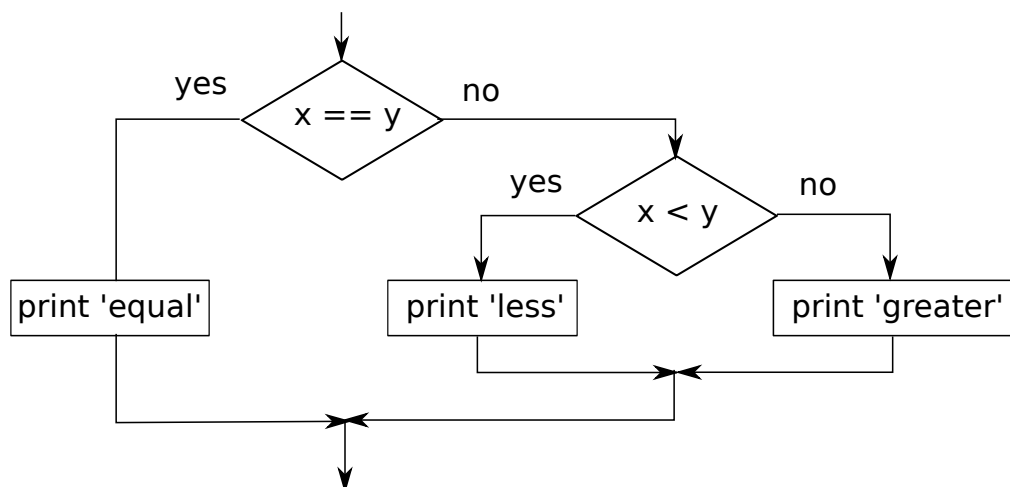 yes
x == y
no
yes
x < y
no
print 'equal'
print 'less'
print 'greater'